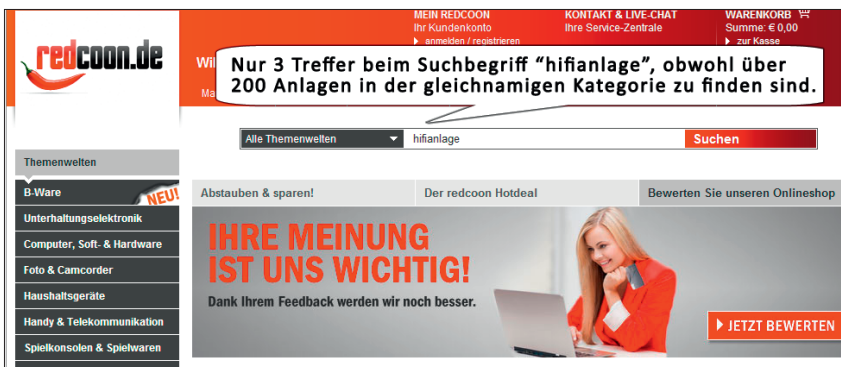 redcoon.de
MEIN REDCOON
Ihr Kundenkonto
anmelden / registrieren
KONTAKT & LIVE-CHAT
Ihre Service-Zentrale
WARENKORB
Summe: € 0,00
zur Kasse
Wil
Ma
Nur 3 Treffer beim Suchbegriff “hifianlage”, obwohl über
200 Anlagen in der gleichnamigen Kategorie zu finden sind.
Alle Themenwelten hifianlage Suchen
Themenwelten
B-Ware NEU!
Unterhaltungselektronik
Computer, Soft- & Hardware
Foto & Camcorder
Haushaltsgeräte
Handy & Telekommunikation
Spielkonsolen & Spielwaren
Abstauben & sparen! Der redcoon Hotdeal Bewerten Sie unseren Onlineshop
IHRE MEINUNG
IST UNS WICHTIG!
Dank Ihrem Feedback werden wir noch besser.
JETZT BEWERTEN